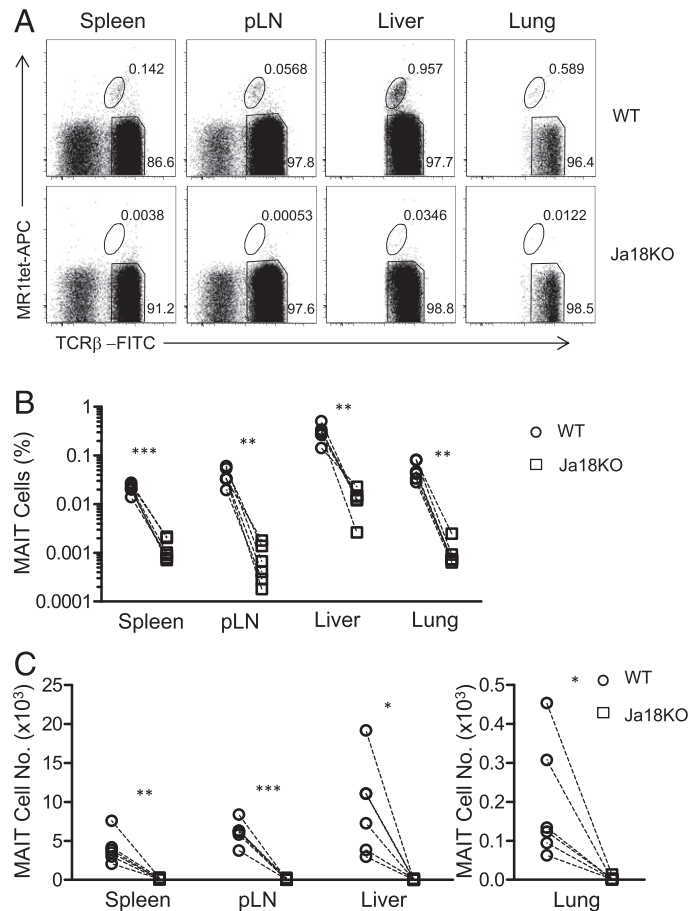 A
Spleen pLN Liver Lung
0.142 0.0568 0.957 0.589
WT
86.6 97.8 97.7 96.4
0.0038 0.00053 0.0346 0.0122
Ja18KO
91.2 97.6 98.8 98.5
MR1tet-APC
TCRβ –FITC
B
MAIT Cells (%)
1
0.1
0.01
0.001
0.0001
*** ** ** **
WT
Ja18KO
Spleen pLN Liver Lung
C
MAIT Cell No. (x10³)
25
20
15
10
5
0
** *** *
Spleen pLN Liver
MAIT Cell No. (x10³)
0.5
0.4
0.3
0.2
0.1
0.0
*
WT
Ja18KO
Lung